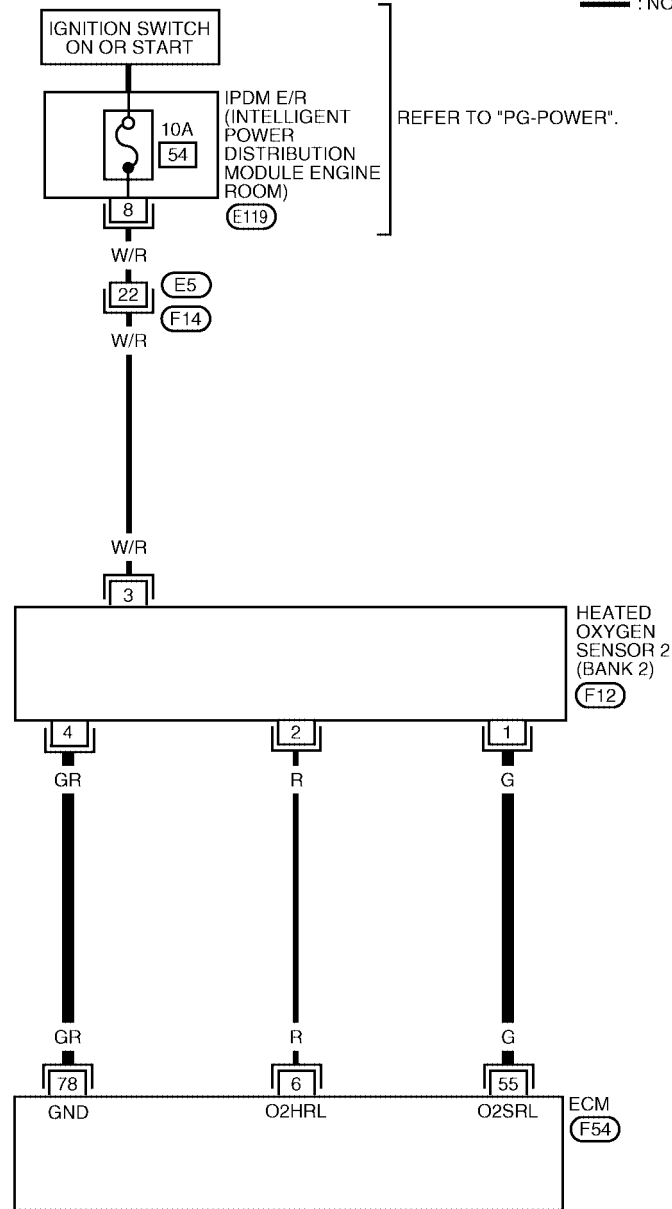 : NO
IGNITION SWITCH
ON OR START
IPDM E/R
(INTELLIGENT
POWER
DISTRIBUTION
MODULE ENGINE
ROOM)
E119
10A
54
REFER TO "PG-POWER".
8
W/R
22
E5
F14
W/R
W/R
3
HEATED
OXYGEN
SENSOR 2
(BANK 2)
F12
4 2 1
GR R G
GR R G
78 6 55
GND O2HRL O2SRL
ECM
F54